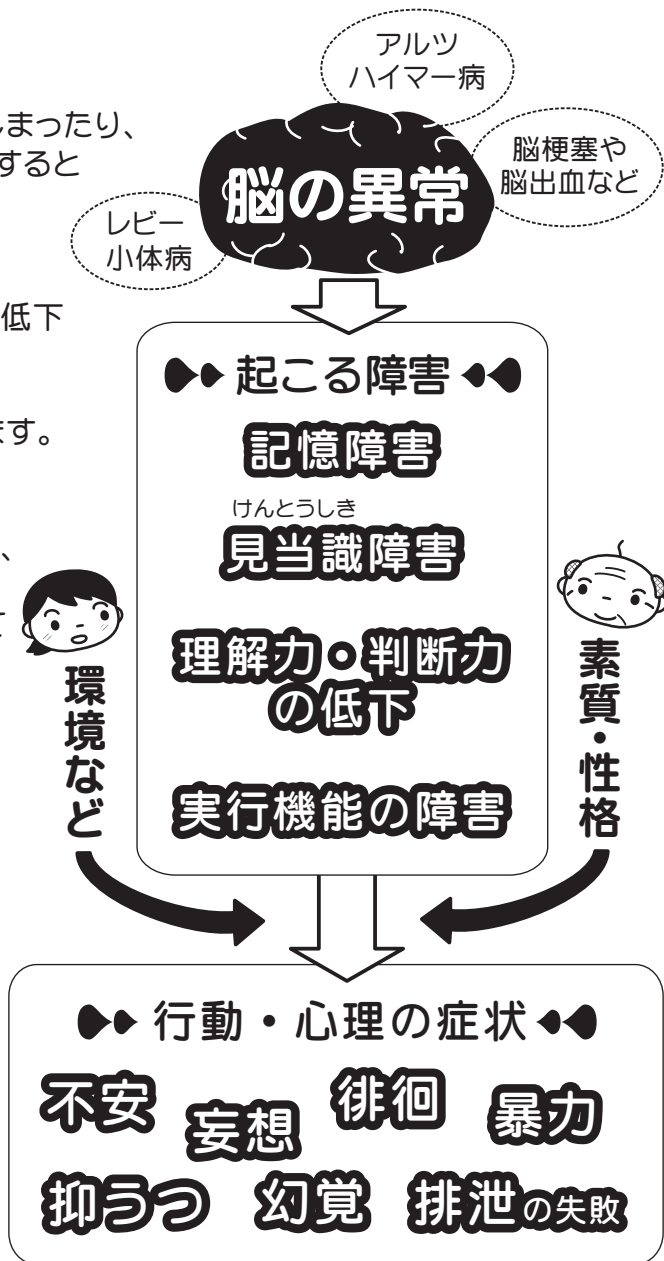 しまったり、
すると
低下
ます。
、
て
アルツ
ハイマー病
脳梗塞や
脳出血など
レビー
小体病
脳の異常
起こる障害
記憶障害
けんとうしき
見当識障害
理解力・判断力
の低下
実行機能の障害
環境など
素質・性格
行動・心理の症状
不安
妄想
徘徊
暴力
抑うつ
幻覚
排泄の失敗